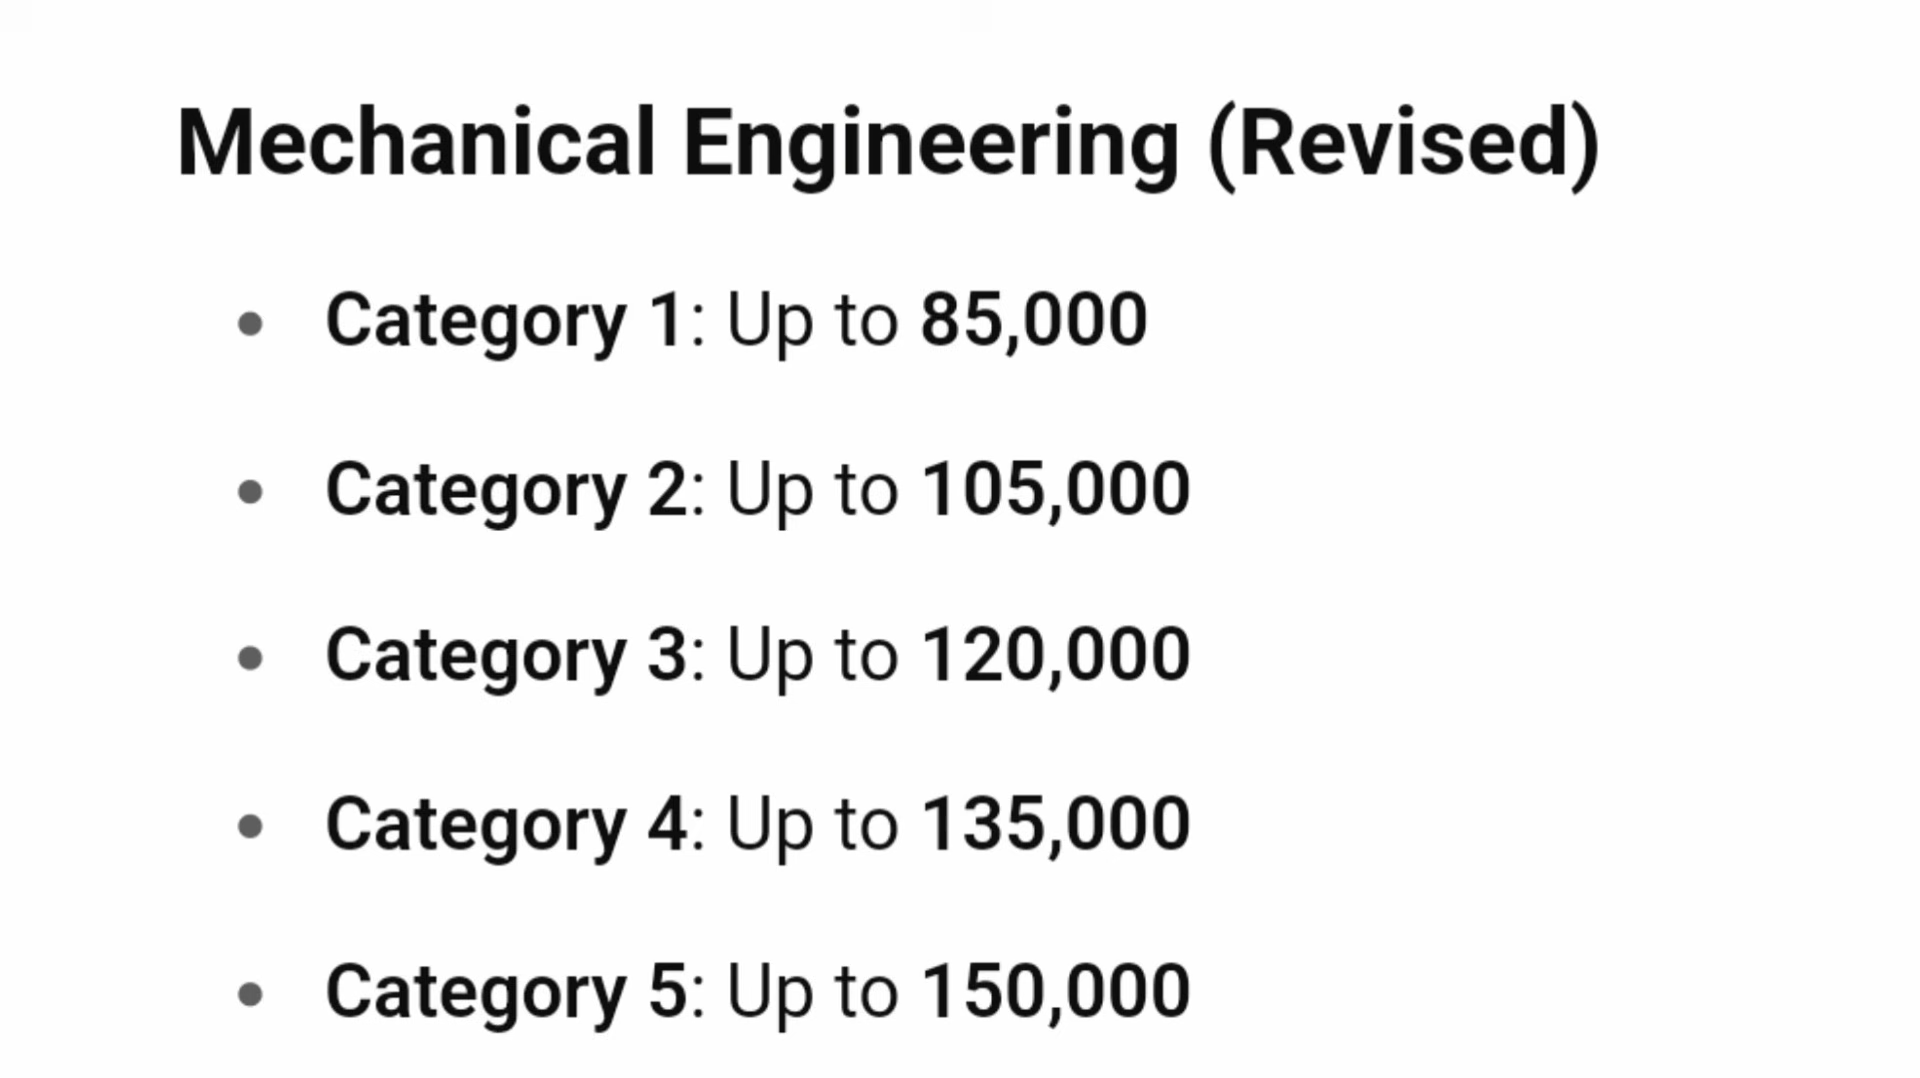 Mechanical Engineering (Revised)
• Category 1: Up to 85,000
• Category 2: Up to 105,000
• Category 3: Up to 120,000
• Category 4: Up to 135,000
• Category 5: Up to 150,000